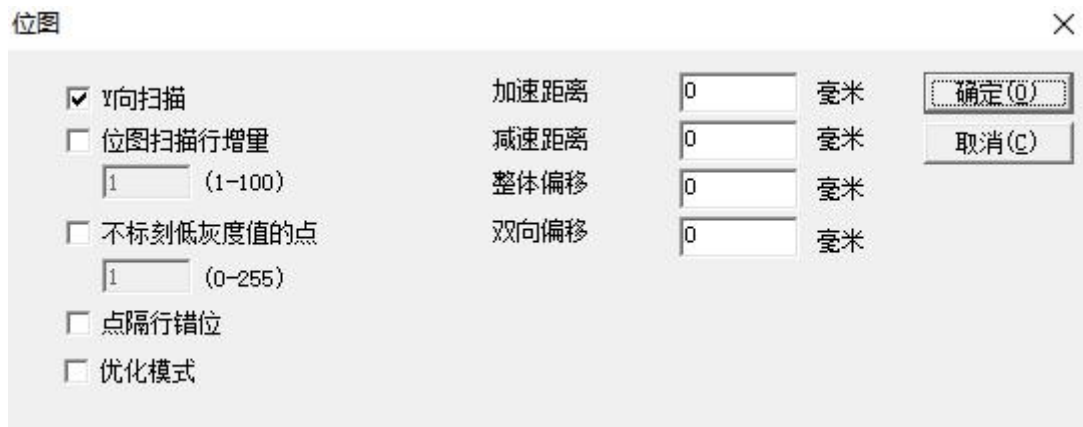 位图
Y向扫描
位图扫描行增量
1 (1-100)
不标刻低灰度值的点
1 (0-255)
点隔行错位
优化模式
加速距离 0 毫米
减速距离 0 毫米
整体偏移 0 毫米
双向偏移 0 毫米
确定(O)
取消(C)